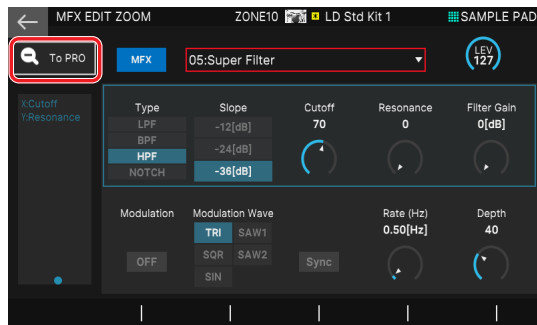 MFX EDIT ZOOM ZONE10 LD Std Kit 1 SAMPLE PAD
To PRO MFX 05:Super Filter LEV
127
X:Cutoff
Y:Resonance
Type Slope Cutoff Resonance Filter Gain
LPF -12[dB] 70 0 0[dB]
BPF -24[dB]
HPF -36[dB]
NOTCH
Modulation Modulation Wave Rate (Hz) Depth
TRI SAW1 0.50[Hz] 40
OFF SQR SAW2 Sync
SIN